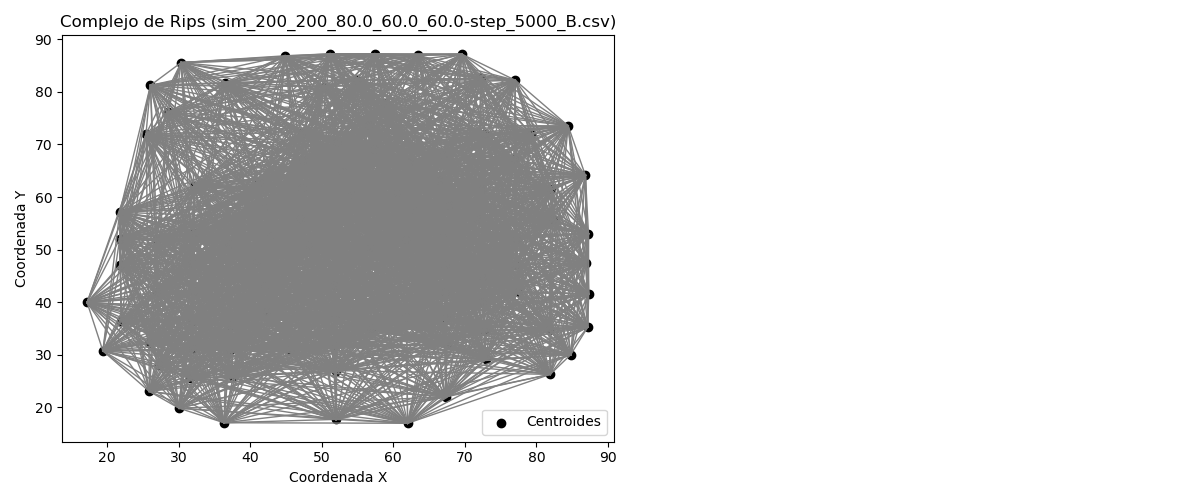 Complejo de Rips (sim_200_200_80.0_60.0_60.0-step_5000_B.csv)
90
80
70
60
50
40
30
20
Coordenada Y
Centroides
20 30 40 50 60 70 80 90
Coordenada X